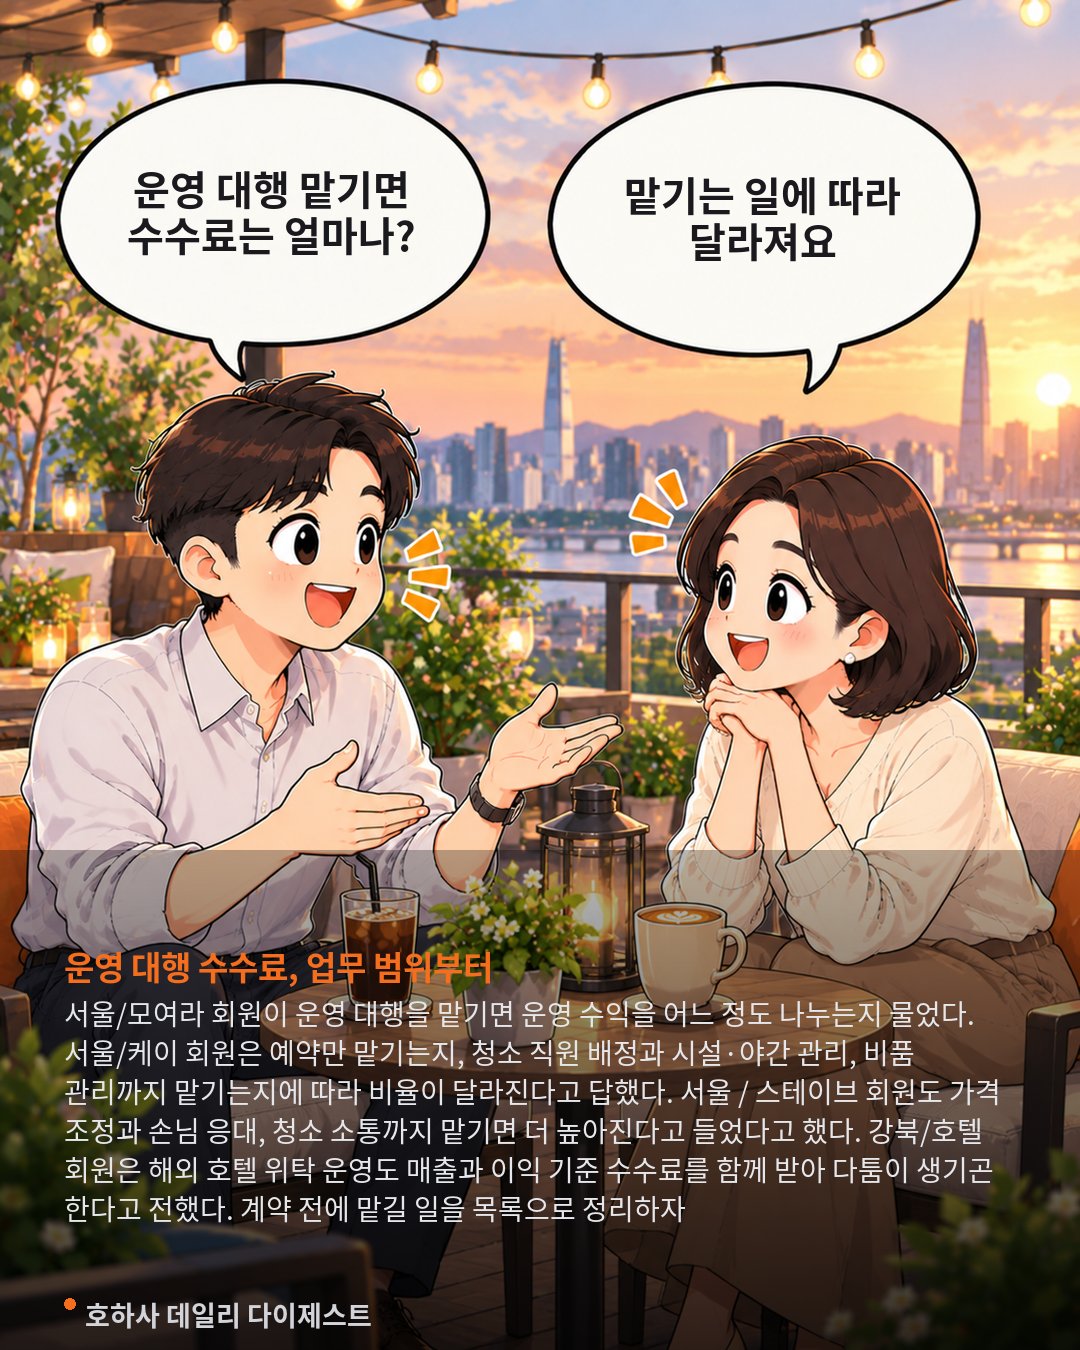 운영 대행 맡기면
수수료는 얼마나?
맡기는 일에 따라
달라져요
운영 대행 수수료, 업무 범위부터
서울/모여라 회원이 운영 대행을 맡기면 운영 수익을 어느 정도 나누는지 물었다.
서울/케이 회원은 예약만 맡기는지, 청소 직원 배정과 시설·야간 관리, 비품
관리까지 맡기는지에 따라 비율이 달라진다고 답했다. 서울 / 스테이브 회원도 가격
조정과 손님 응대, 청소 소통까지 맡기면 더 높아진다고 들었다고 했다. 강북/호텔
회원은 해외 호텔 위탁 운영도 매출과 이익 기준 수수료를 함께 받아 다툼이 생기곤
한다고 전했다. 계약 전에 맡길 일을 목록으로 정리하자
호하사 데일리 다이제스트